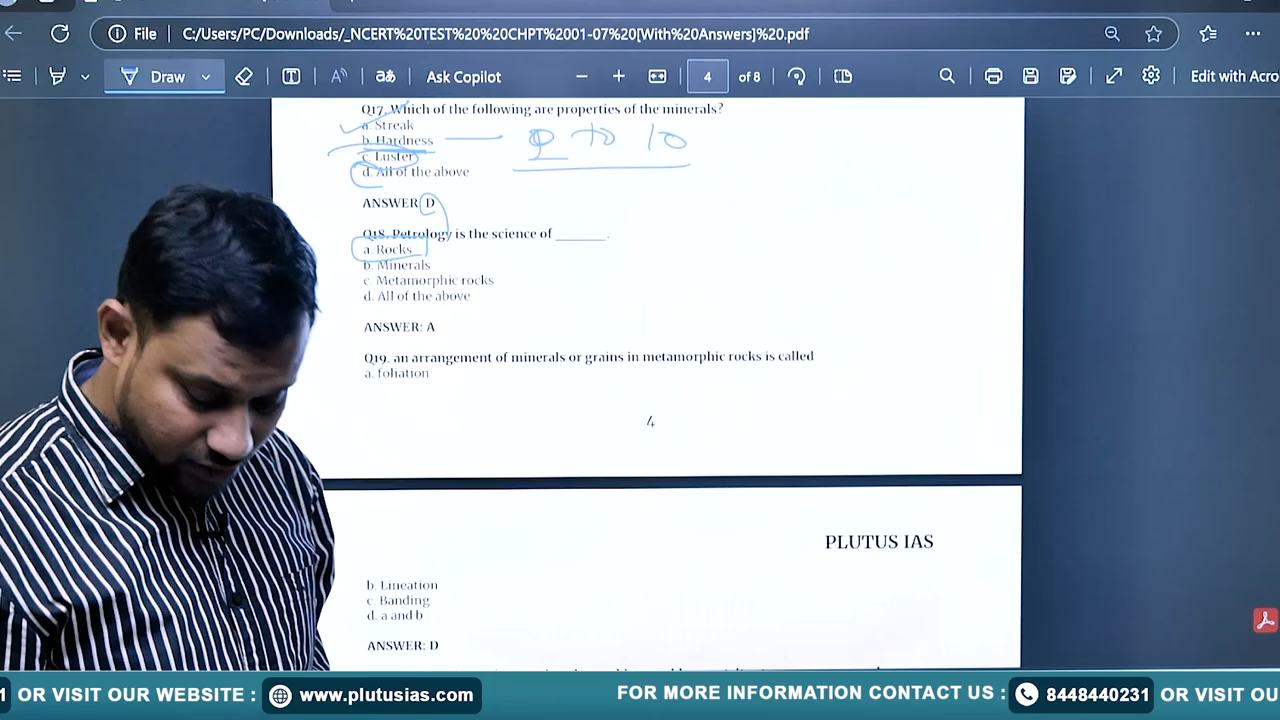 File C:/Users/PC/Downloads/_NCERT%20TEST%20%20CHPT%2001-07%20[With%20Answers]%20.pdf
Draw Ask Copilot 4 of 8 Edit with Acro
Q17. Which of the following are properties of the minerals?
a. Streak
b. Hardness to 10
c. Luster
d. All of the above
ANSWER D
Q18. Petrology is the science of _______.
a. Rocks
b. Minerals
c. Metamorphic rocks
d. All of the above
ANSWER: A
Q19. an arrangement of minerals or grains in metamorphic rocks is called
a. foliation
4
PLUTUS IAS
b. Lineation
c. Banding
d. a and b
ANSWER: D
1 OR VISIT OUR WEBSITE : www.plutusias.com FOR MORE INFORMATION CONTACT US : 8448440231 OR VISIT OU